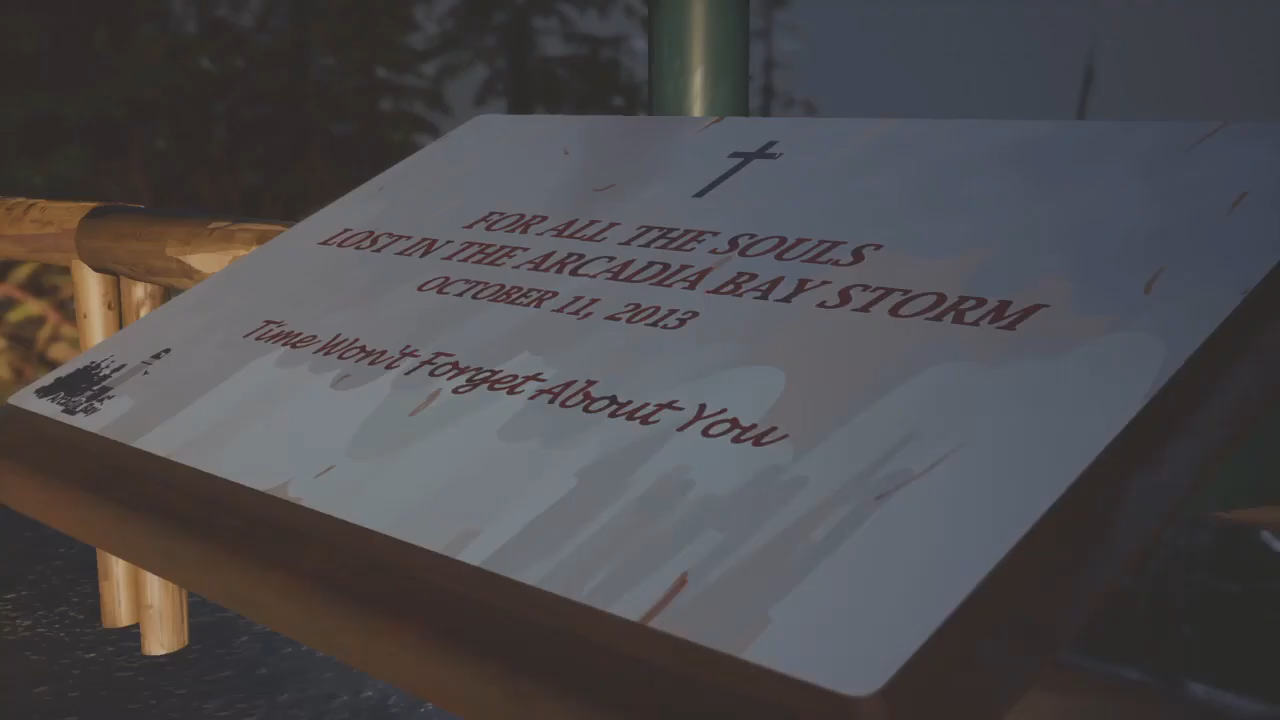 FOR ALL THE SOULS
LOST IN THE ARCADIA BAY STORM
OCTOBER 11, 2013
Time Won't Forget About You